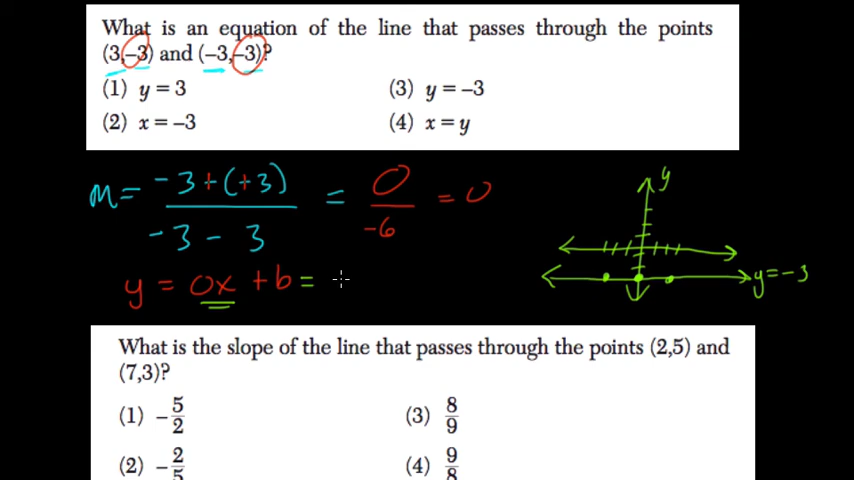 What is an equation of the line that passes through the points
(3,−3) and (−3,−3)?
(1) y = 3
(3) y = −3
(2) x = −3
(4) x = y
m = (−3 + (+3)) / (−3 − 3) = 0 / −6 = 0
y
y = −3
y = 0x + b =
What is the slope of the line that passes through the points (2,5) and
(7,3)?
(1) −5/2
(3) 8/9
(2) −2/5
(4) 9/8